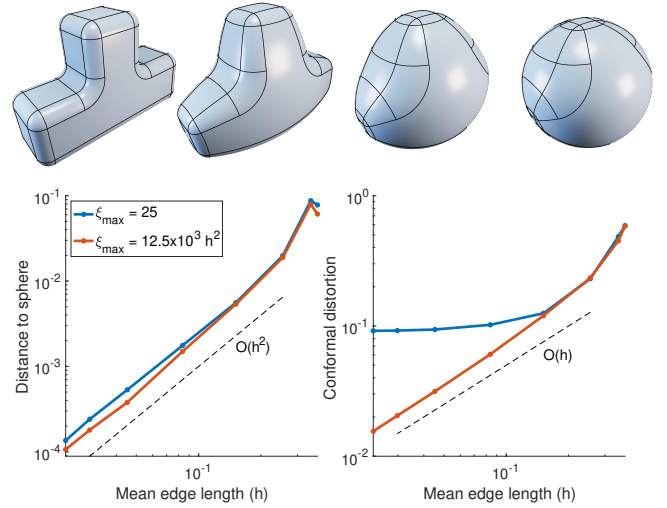 10^-1
10^-2
10^-3
10^-4
Distance to sphere
ξ_max = 25
ξ_max = 12.5x10^3 h^2
O(h^2)
10^-1
Mean edge length (h)
10^0
10^-1
10^-2
Conformal distortion
O(h)
10^-1
Mean edge length (h)